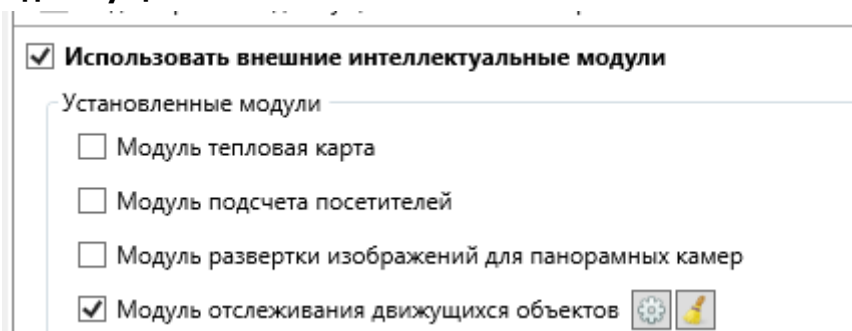 Использовать внешние интеллектуальные модули
Установленные модули
Модуль тепловая карта
Модуль подсчета посетителей
Модуль развертки изображений для панорамных камер
Модуль отслеживания движущихся объектов